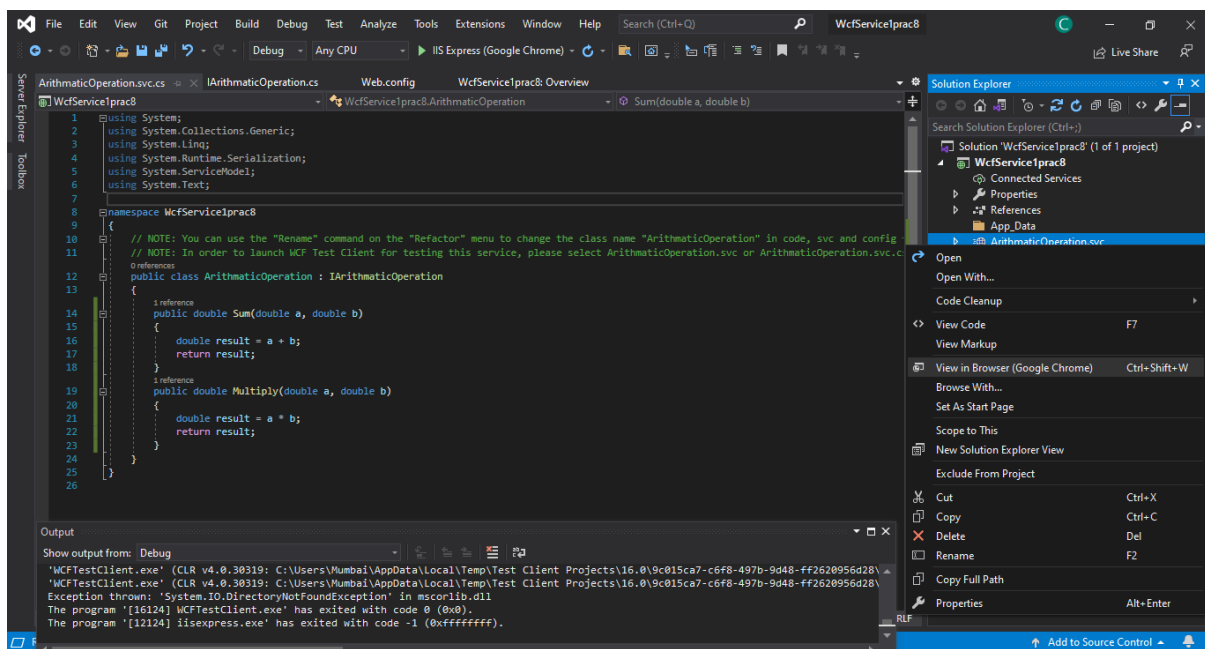 File Edit View Git Project Build Debug Test Analyze Tools Extensions Window Help Search (Ctrl+Q) WcfService1prac8 C
Debug Any CPU IIS Express (Google Chrome) Live Share
Server Explorer
Toolbox
ArithmaticOperation.svc.cs IArithmaticOperation.cs Web.config WcfService1prac8: Overview
WcfService1prac8 WcfService1prac8.ArithmaticOperation Sum(double a, double b)
1 using System;
2 using System.Collections.Generic;
3 using System.Linq;
4 using System.Runtime.Serialization;
5 using System.ServiceModel;
6 using System.Text;
7
8 namespace WcfService1prac8
9 {
10 // NOTE: You can use the "Rename" command on the "Refactor" menu to change the class name "ArithmaticOperation" in code, svc and config
11 // NOTE: In order to launch WCF Test Client for testing this service, please select ArithmaticOperation.svc or ArithmaticOperation.svc.c
0 references
12 public class ArithmaticOperation : IArithmaticOperation
13 {
1 reference
14 public double Sum(double a, double b)
15 {
16 double result = a + b;
17 return result;
18 }
1 reference
19 public double Multiply(double a, double b)
20 {
21 double result = a * b;
22 return result;
23 }
24 }
25 }
26
Output
Show output from: Debug
'WCFTestClient.exe' (CLR v4.0.30319: C:\Users\Mumbai\AppData\Local\Temp\Test Client Projects\16.0\9c015ca7-c6f8-497b-9d48-ff2620956d28\
'WCFTestClient.exe' (CLR v4.0.30319: C:\Users\Mumbai\AppData\Local\Temp\Test Client Projects\16.0\9c015ca7-c6f8-497b-9d48-ff2620956d28\
Exception thrown: 'System.IO.DirectoryNotFoundException' in mscorlib.dll
The program '[16124] WCFTestClient.exe' has exited with code 0 (0x0).
The program '[12124] iisexpress.exe' has exited with code -1 (0xffffffff).
RLF
Solution Explorer
Search Solution Explorer (Ctrl+;)
Solution 'WcfService1prac8' (1 of 1 project)
WcfService1prac8
Connected Services
Properties
References
App_Data
ArithmaticOperation.svc
Open
Open With...
Code Cleanup
View Code F7
View Markup
View in Browser (Google Chrome) Ctrl+Shift+W
Browse With...
Set As Start Page
Scope to This
New Solution Explorer View
Exclude From Project
Cut Ctrl+X
Copy Ctrl+C
Delete Del
Rename F2
Copy Full Path
Properties Alt+Enter
Add to Source Control